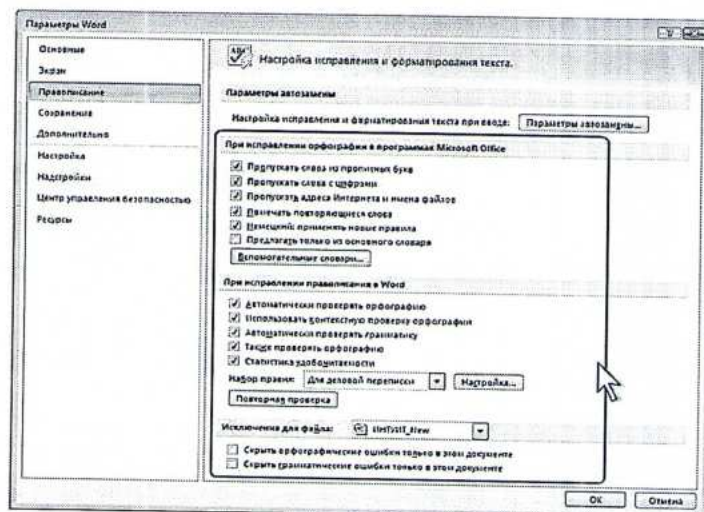 Параметры Word
Основные
Экран
Правописание
Сохранение
Дополнительно
Настройка
Надстройки
Центр управления безопасностью
Ресурсы
ABC
Настройка исправления и форматирования текста.
Параметры автозамены
Настройка исправления и форматирования текста при вводе: Параметры автозамены...
При исправлении орфографии в программах Microsoft Office
Пропускать слова из прописных букв
Пропускать слова с цифрами
Пропускать адреса Интернета и имена файлов
Помечать повторяющиеся слова
Немецкий: применять новые правила
Предлагать только из основного словаря
Вспомогательные словари...
При исправлении правописания в Word
Автоматически проверять орфографию
Использовать контекстную проверку орфографии
Автоматически проверять грамматику
Также проверять орфографию
Статистика удобочитаемости
Набор правил: Для деловой переписки Настройка...
Повторная проверка
Исключения для файла:
Скрыть орфографические ошибки только в этом документе
Скрыть грамматические ошибки только в этом документе
ОК Отмена